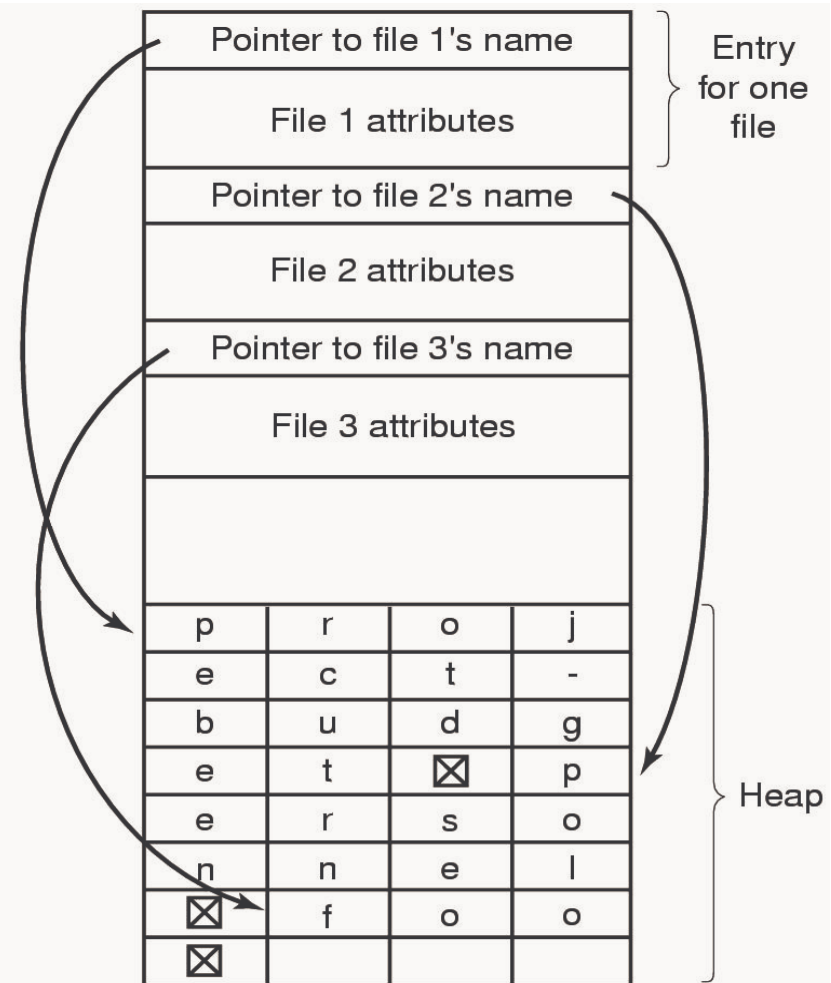 Pointer to file 1's name
Entry
for one
file
File 1 attributes
Pointer to file 2's name
File 2 attributes
Pointer to file 3's name
File 3 attributes
p r o j
e c t -
b u d g
e t ☒ p
e r s o
n n e l
☒ f o o
☒
Heap